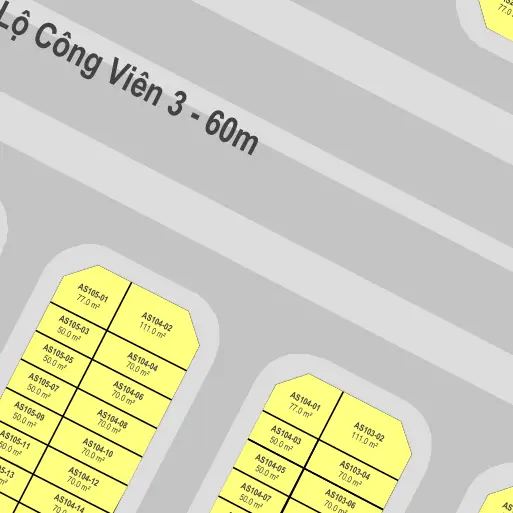 Lộ Công Viên 3 - 60m
AS105-01
77.0 m²
AS104-02
111.0 m²
AS105-03
50.0 m²
AS104-04
70.0 m²
AS105-05
50.0 m²
AS104-06
70.0 m²
AS105-07
50.0 m²
AS104-08
70.0 m²
AS105-09
50.0 m²
AS104-10
70.0 m²
AS105-11
50.0 m²
AS104-12
70.0 m²
AS104-14
AS104-01
77.0 m²
AS103-02
111.0 m²
AS104-03
50.0 m²
AS103-04
70.0 m²
AS104-05
50.0 m²
AS103-06
70.0 m²
AS104-07
50.0 m²